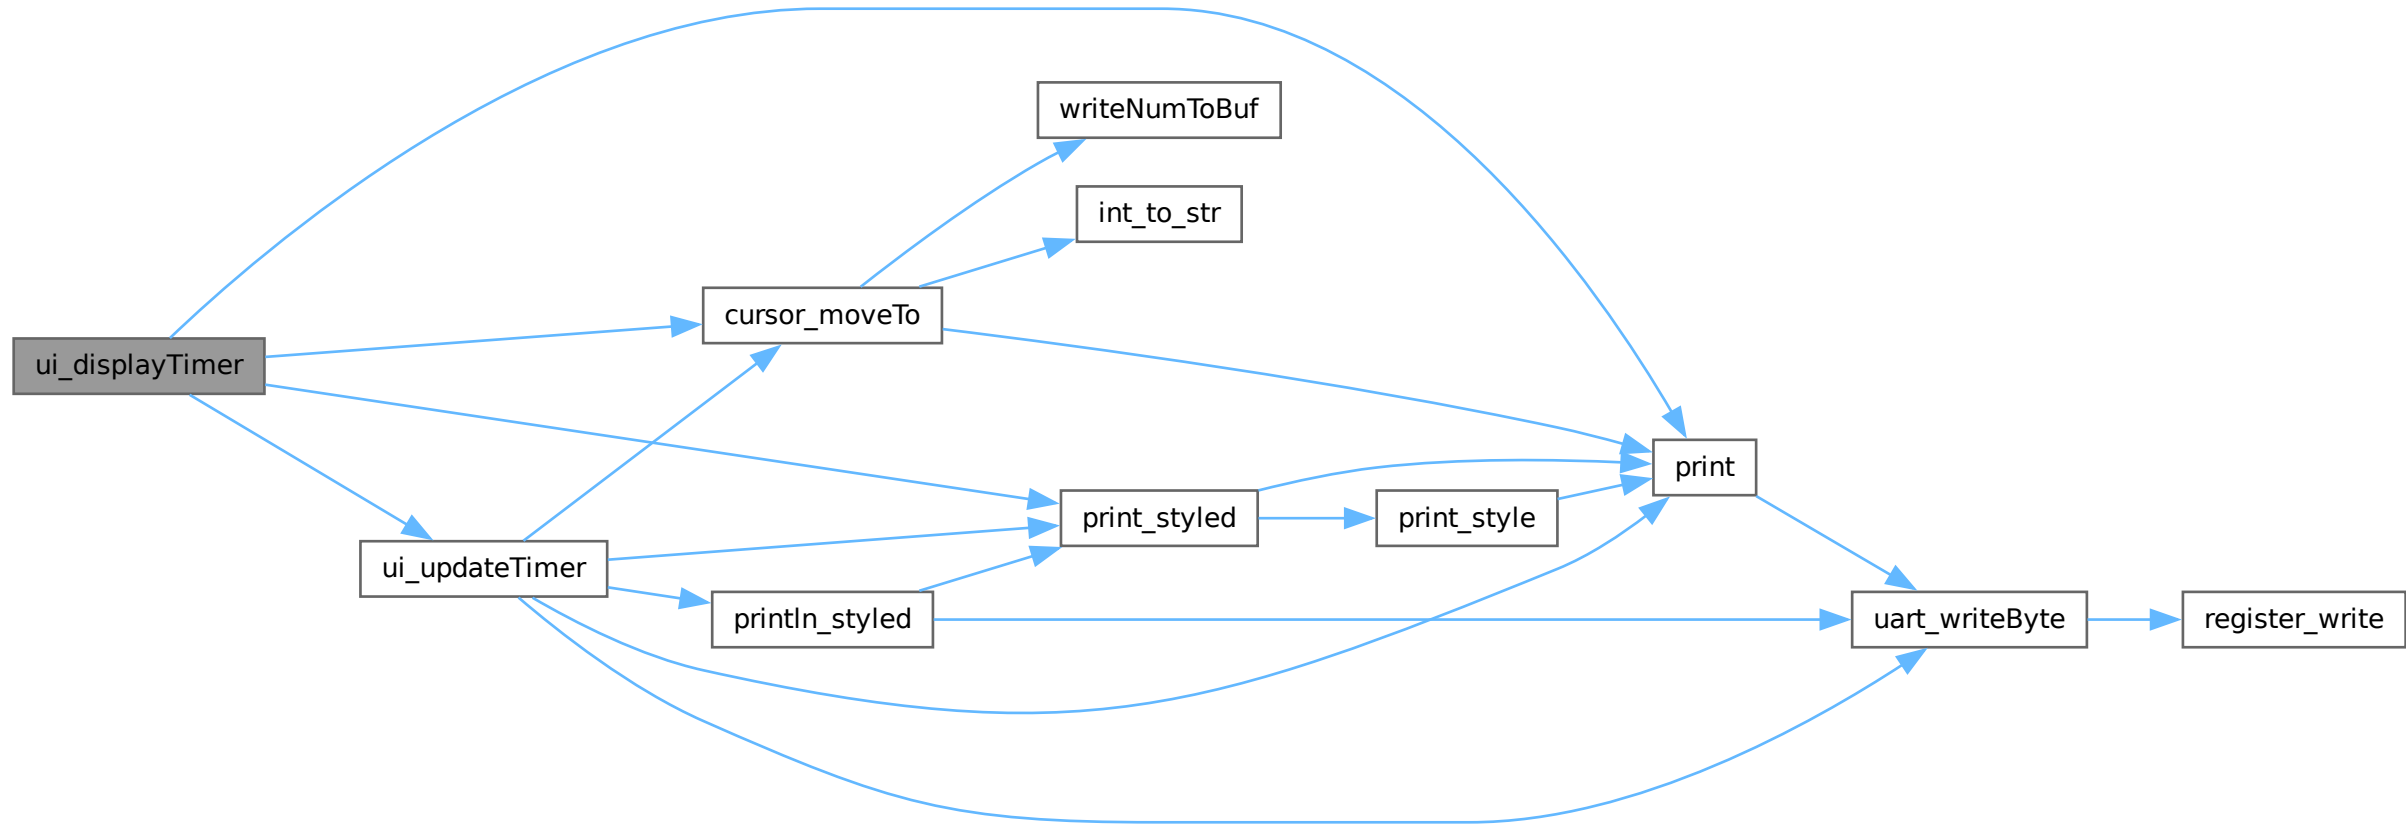 writeNumToBuf
int_to_str
cursor_moveTo
ui_displayTimer
print
print_styled
print_style
ui_updateTimer
println_styled
uart_writeByte
register_write